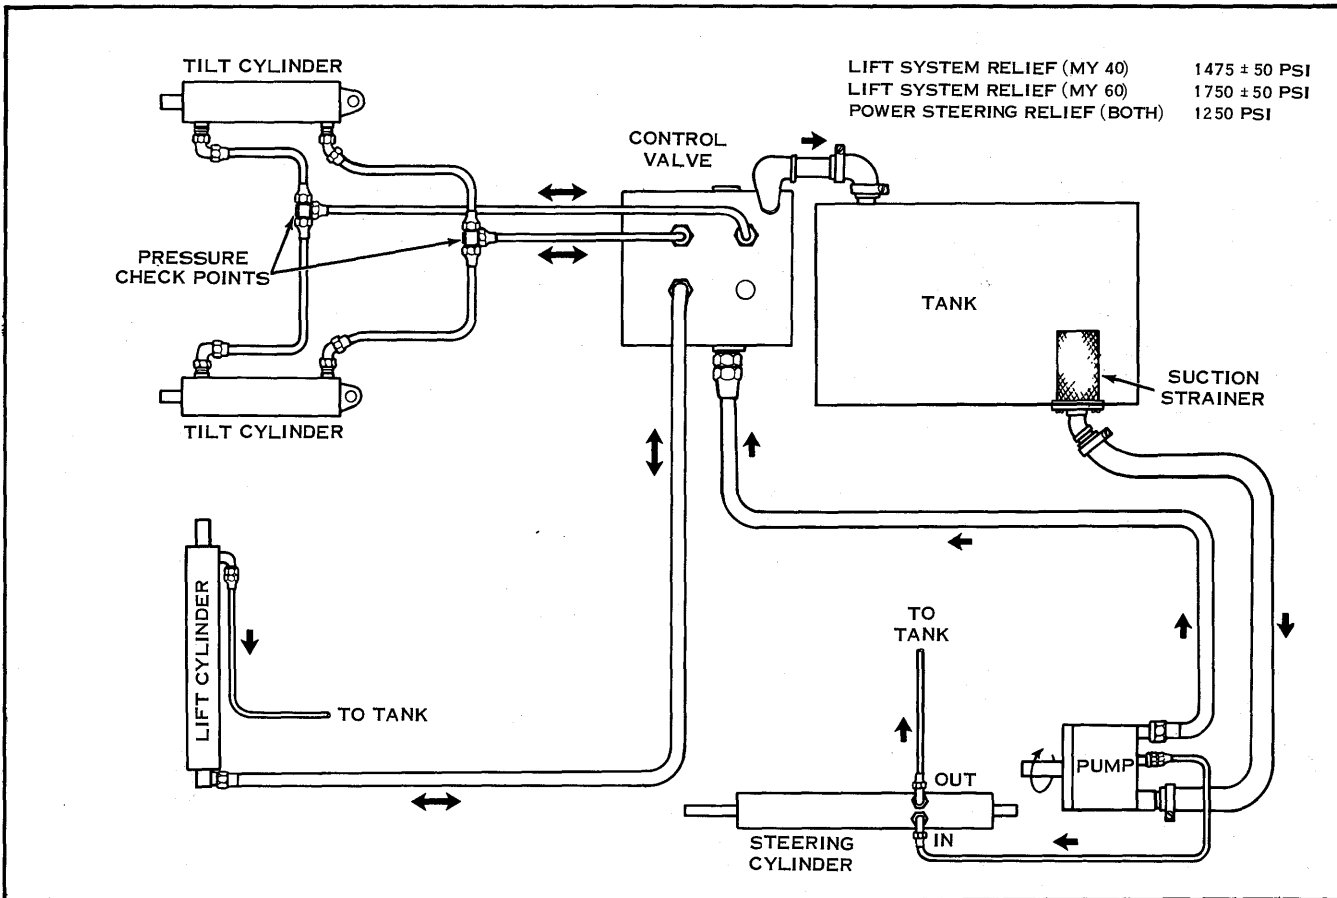 TILT CYLINDER
LIFT SYSTEM RELIEF (MY 40) 1475 ± 50 PSI
LIFT SYSTEM RELIEF (MY 60) 1750 ± 50 PSI
POWER STEERING RELIEF (BOTH) 1250 PSI
CONTROL
VALVE
PRESSURE
CHECK POINTS
TANK
SUCTION
STRAINER
TILT CYLINDER
LIFT CYLINDER
TO TANK
TO
TANK
PUMP
OUT
IN
STEERING
CYLINDER